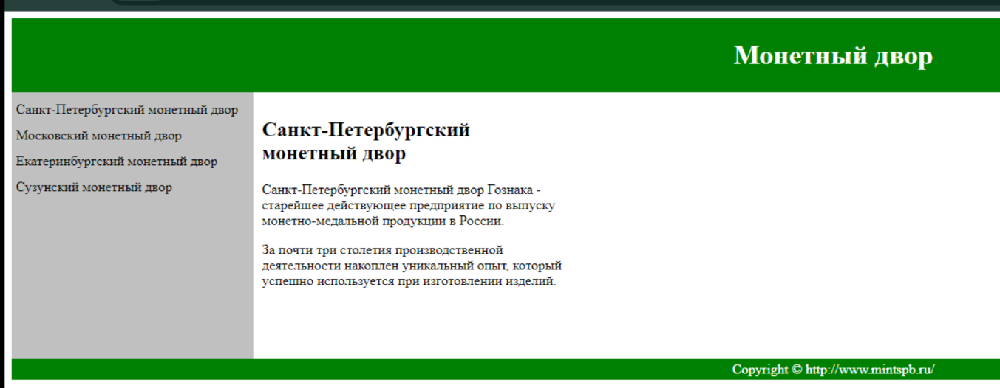 Монетный двор
Санкт-Петербургский монетный двор
Московский монетный двор
Екатеринбургский монетный двор
Сузунский монетный двор
Санкт-Петербургский
монетный двор
Санкт-Петербургский монетный двор Гознака -
старейшее действующее предприятие по выпуску
монетно-медальной продукции в России.
За почти три столетия производственной
деятельности накоплен уникальный опыт, который
успешно используется при изготовлении изделий.
Copyright © http://www.mintspb.ru/